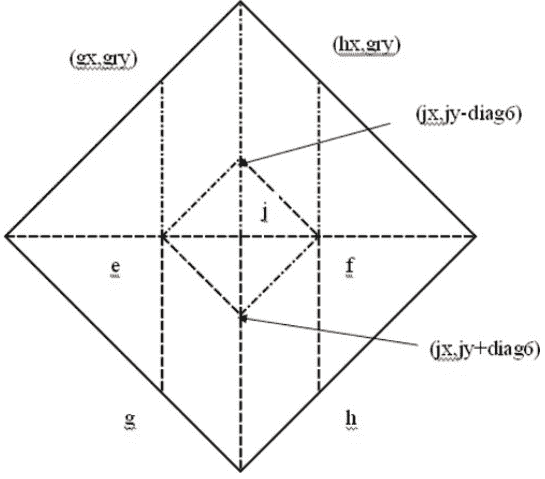 (gx,gry)
(hx,gry)
(jx,jy-diag6)
j
e
f
(jx,jy+diag6)
g
h